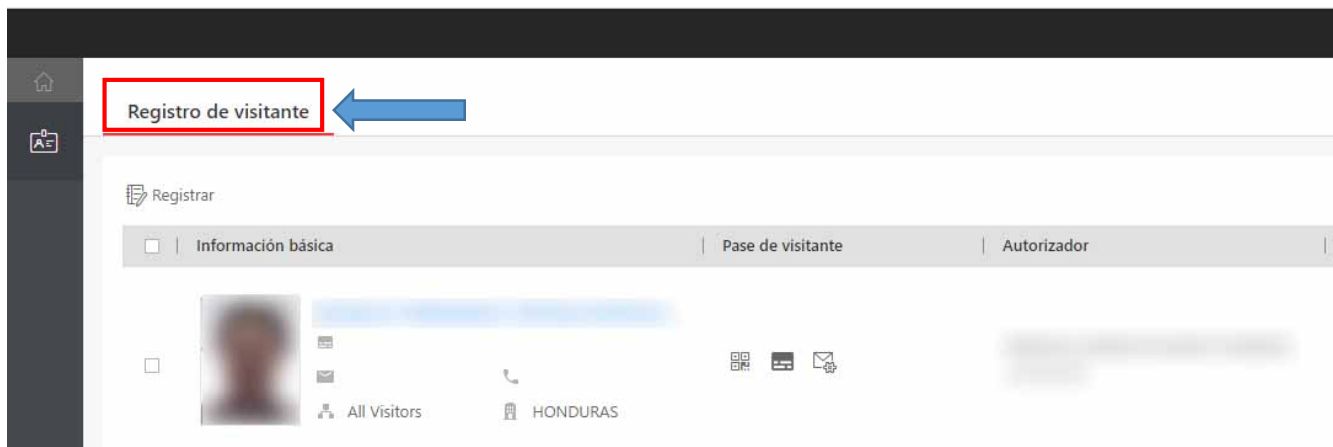 Registro de visitante
Registrar
Información básica
Pase de visitante
Autorizador
All Visitors
HONDURAS